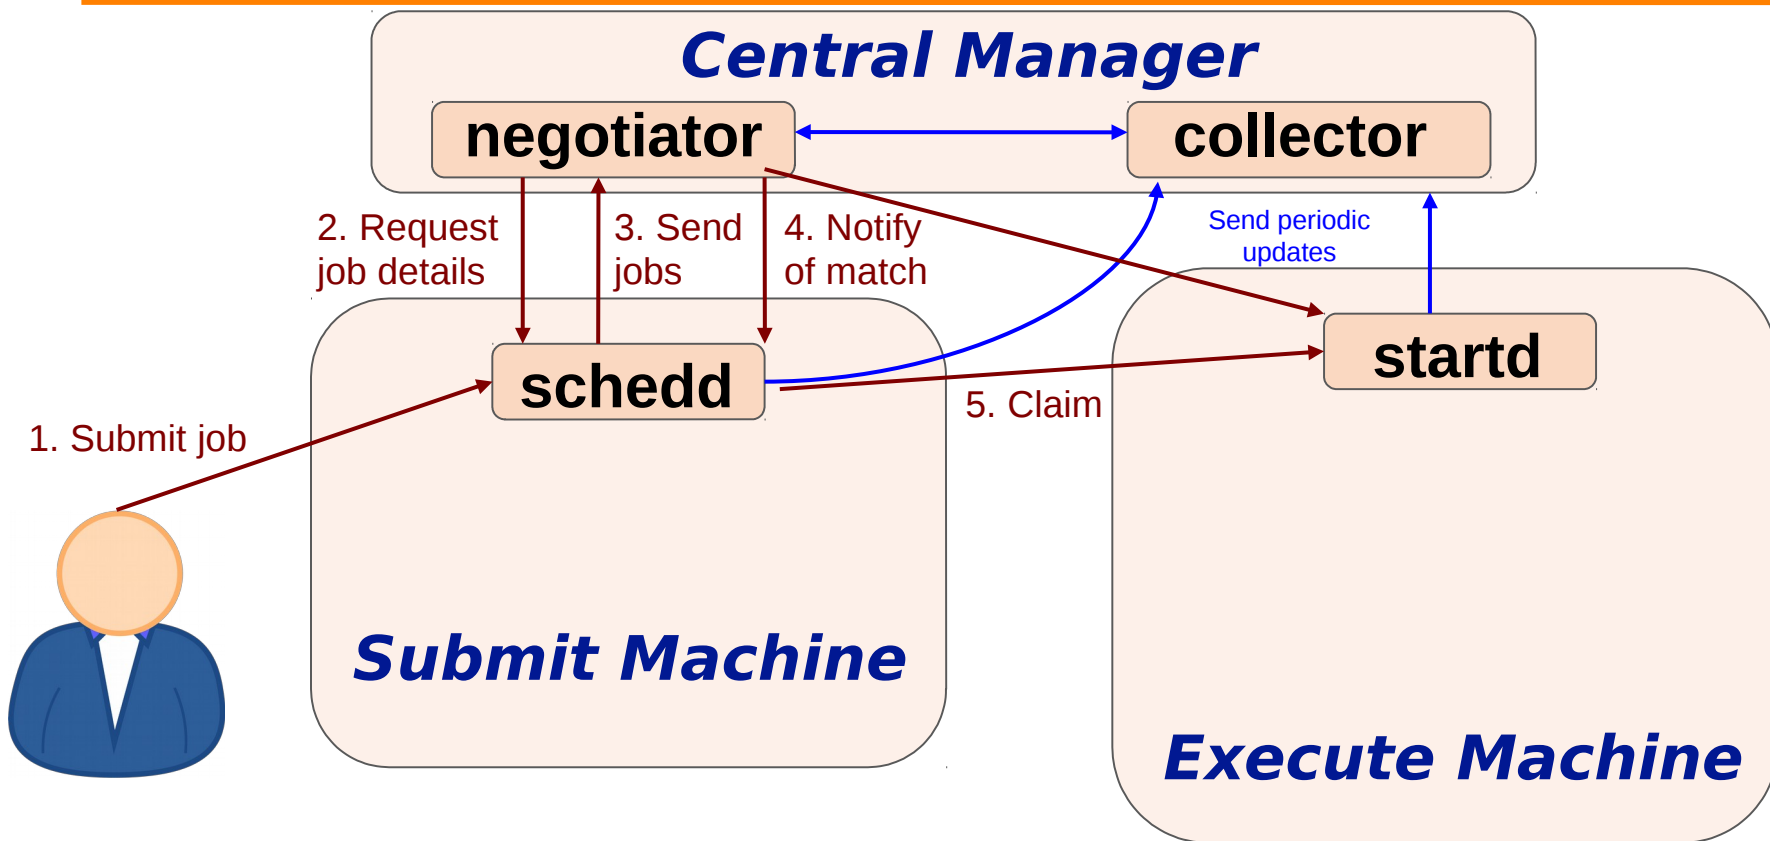 Central Manager
negotiator
collector
2. Request
job details
3. Send
jobs
4. Notify
of match
Send periodic
updates
schedd
startd
5. Claim
1. Submit job
Submit Machine
Execute Machine